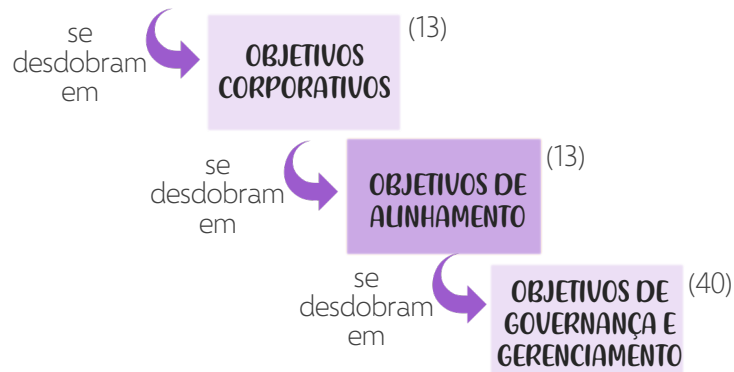 se
desdobram
em
OBJETIVOS
CORPORATIVOS
(13)
se
desdobram
em
OBJETIVOS DE
ALINHAMENTO
(13)
se
desdobram
em
OBJETIVOS DE
GOVERNANÇA E
GERENCIAMENTO
(40)